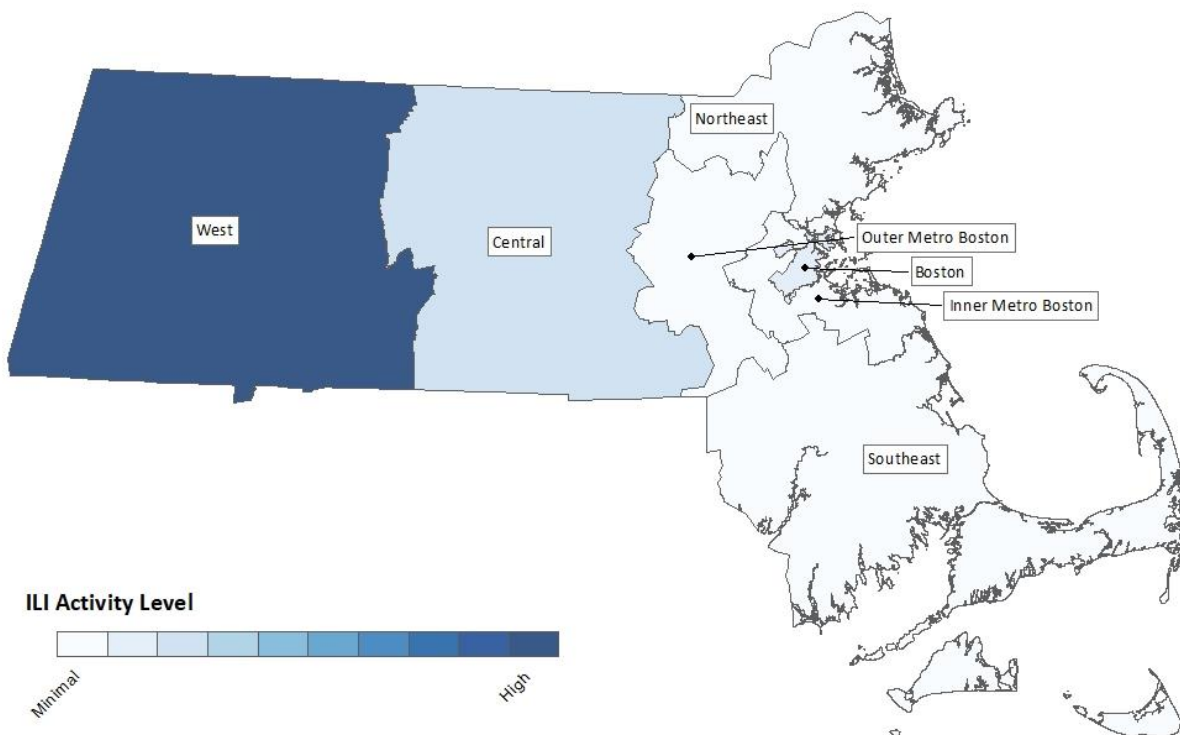 Northeast
West
Central
Outer Metro Boston
Boston
Inner Metro Boston
Southeast
ILI Activity Level
Minimal
High